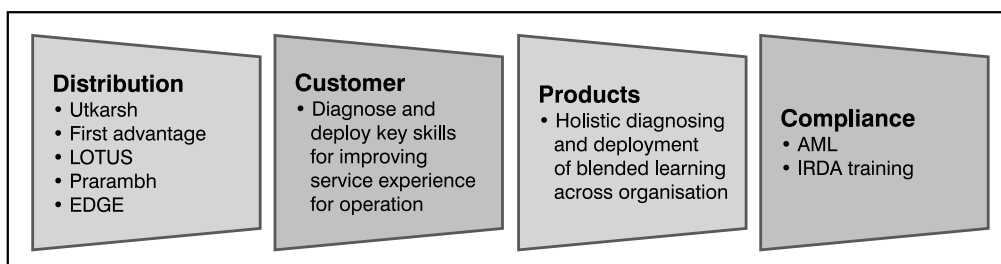 Distribution
• Utkarsh
• First advantage
• LOTUS
• Prarambh
• EDGE
Customer
• Diagnose and
deploy key skills
for improving
service experience
for operation
Products
• Holistic diagnosing
and deployment
of blended learning
across organisation
Compliance
• AML
• IRDA training